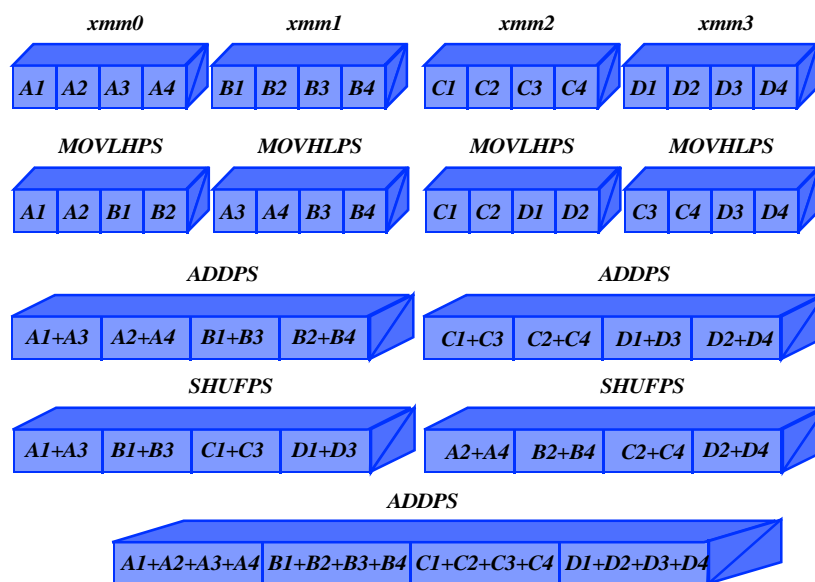 xmm0 xmm1 xmm2 xmm3
A1 A2 A3 A4 B1 B2 B3 B4 C1 C2 C3 C4 D1 D2 D3 D4
MOVLHPS MOVHLPS MOVLHPS MOVHLPS
A1 A2 B1 B2 A3 A4 B3 B4 C1 C2 D1 D2 C3 C4 D3 D4
ADDPS ADDPS
A1+A3 A2+A4 B1+B3 B2+B4 C1+C3 C2+C4 D1+D3 D2+D4
SHUFPS SHUFPS
A1+A3 B1+B3 C1+C3 D1+D3 A2+A4 B2+B4 C2+C4 D2+D4
ADDPS
A1+A2+A3+A4 B1+B2+B3+B4 C1+C2+C3+C4 D1+D2+D3+D4